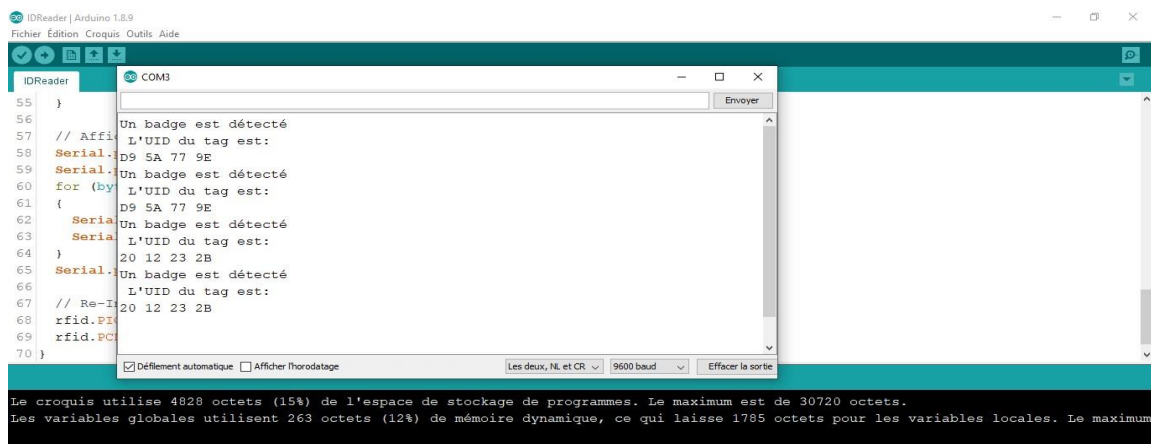 IDReader | Arduino 1.8.9
Fichier Édition Croquis Outils Aide
IDReader
COM3
Envoyer
55 }
56
57 // Affic
58 Serial.p
59 Serial.p
60 for (by
61 {
62 Serial
63 Serial
64 }
65 Serial.
66
67 // Re-In
68 rfid.PIC
69 rfid.PCI
70 }
Un badge est détecté
L'UID du tag est:
D9 5A 77 9E
Un badge est détecté
L'UID du tag est:
D9 5A 77 9E
Un badge est détecté
L'UID du tag est:
20 12 23 2B
Un badge est détecté
L'UID du tag est:
20 12 23 2B
Défilement automatique Afficher l'horodatage Les deux, NL et CR 9600 baud Effacer la sortie
Le croquis utilise 4828 octets (15%) de l'espace de stockage de programmes. Le maximum est de 30720 octets.
Les variables globales utilisent 263 octets (12%) de mémoire dynamique, ce qui laisse 1785 octets pour les variables locales. Le maximum